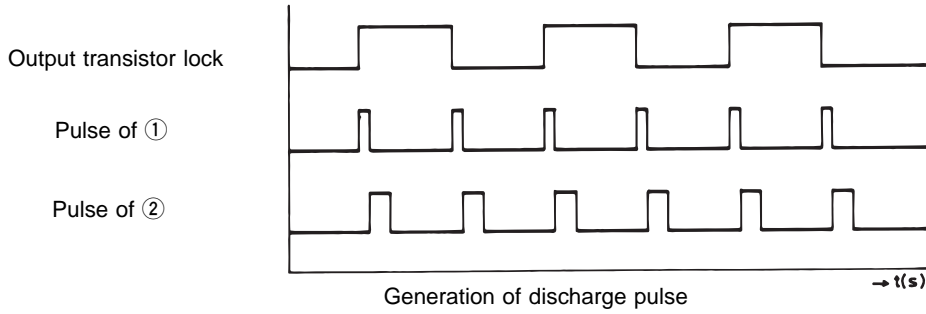 Output transistor lock
Pulse of ①
Pulse of ②
→ t(s)
Generation of discharge pulse